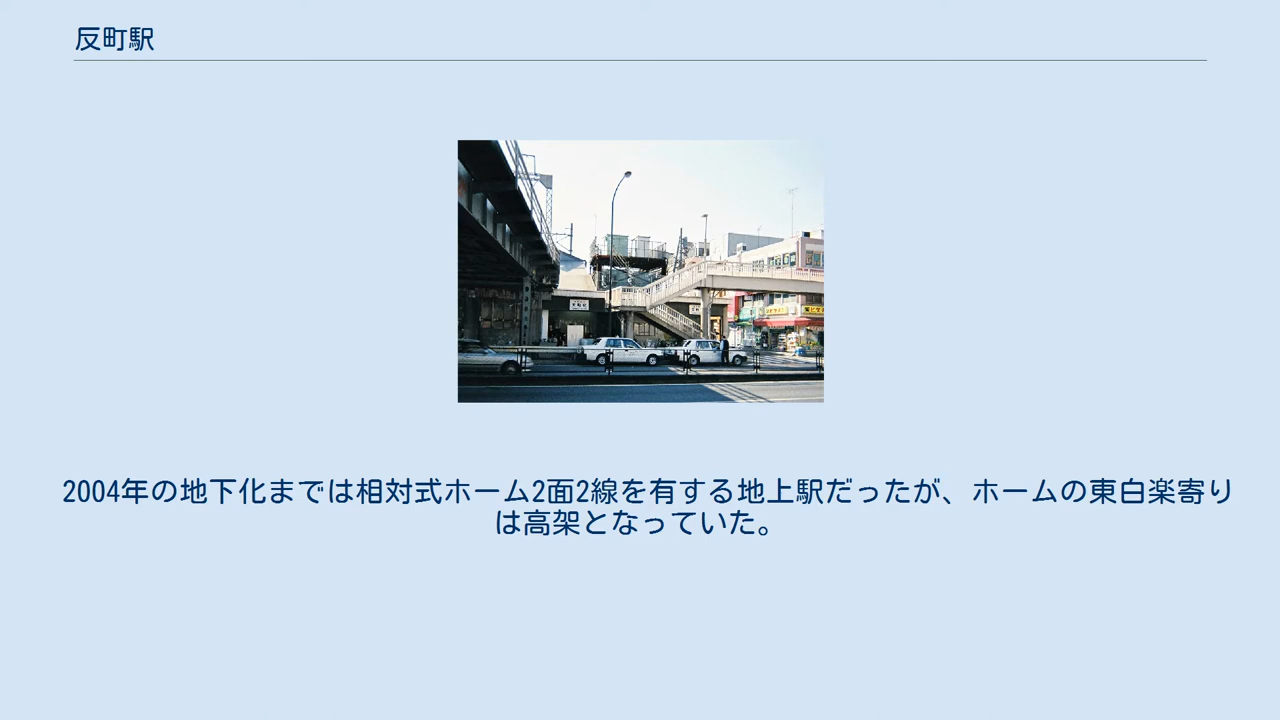 反町駅
2004年の地下化までは相対式ホーム2面2線を有する地上駅だったが、ホームの東白楽寄り
は高架となっていた。